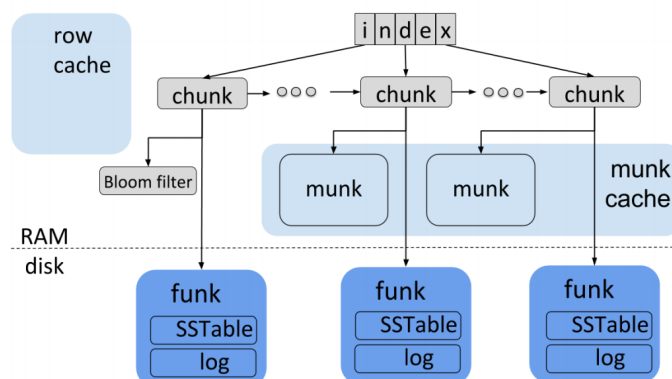 index
row
cache
chunk
chunk
chunk
Bloom filter
munk
munk
munk
cache
RAM
disk
funk
SSTable
log
funk
SSTable
log
funk
SSTable
log